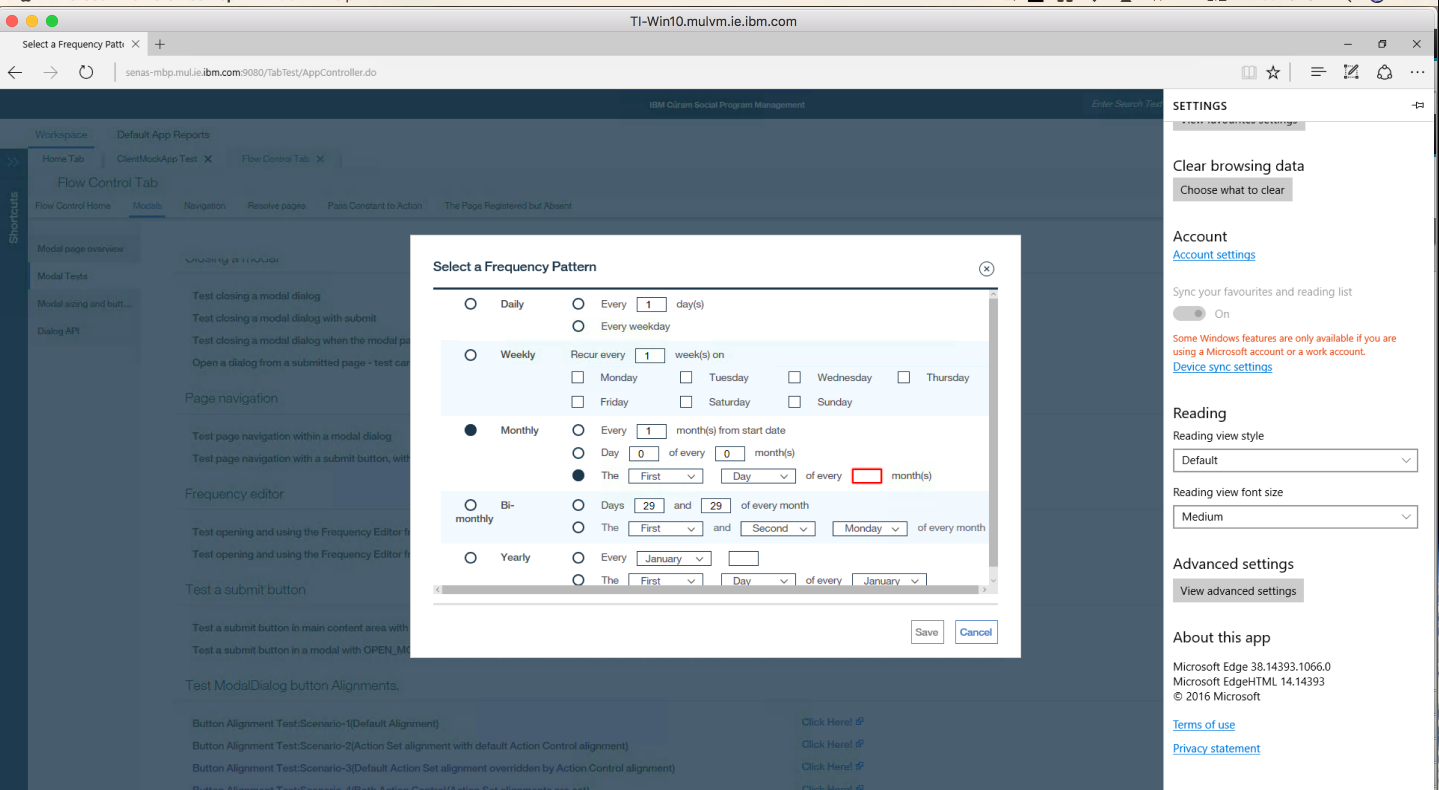 TI-Win10.mulvm.ie.ibm.com
Select a Frequency Patt
senas-mbp.mul.ie.ibm.com:9080/TabTest/AppController.do
IBM Cúram Social Program Management
Enter Search Text
Workspace Default App Reports
Home Tab ClientMockApp Test Flow Control Tab
Flow Control Tab
Flow Control Home Modals Navigation Resolve pages Pass Constant to Action The Page Registered but Absent
Shortcuts
Modal page overview
Modal Tests
Modal sizing and butt...
Dialog API
Closing a modal
Test closing a modal dialog
Test closing a modal dialog with submit
Test closing a modal dialog when the modal pa
Open a dialog from a submitted page - test can
Page navigation
Test page navigation within a modal dialog
Test page navigation with a submit button, with
Frequency editor
Test opening and using the Frequency Editor f
Test opening and using the Frequency Editor f
Test a submit button
Test a submit button in main content area with
Test a submit button in a modal with OPEN_MO
Test ModalDialog button Alignments.
Button Alignment Test:Scenario-1(Default Alignment) Click Here!
Button Alignment Test:Scenario-2(Action Set alignment with default Action Control alignment) Click Here!
Button Alignment Test:Scenario-3(Default Action Set alignment overridden by Action Control alignment) Click Here!
Select a Frequency Pattern
Daily Every 1 day(s)
Every weekday
Weekly Recur every 1 week(s) on
Monday Tuesday Wednesday Thursday
Friday Saturday Sunday
Monthly Every 1 month(s) from start date
Day 0 of every 0 month(s)
The First Day of every month(s)
Bi-monthly Days 29 and 29 of every month
The First and Second Monday of every month
Yearly Every January
The First Day of every January
Save Cancel
SETTINGS
View favourites settings
Clear browsing data
Choose what to clear
Account
Account settings
Sync your favourites and reading list
On
Some Windows features are only available if you are
using a Microsoft account or a work account.
Device sync settings
Reading
Reading view style
Default
Reading view font size
Medium
Advanced settings
View advanced settings
About this app
Microsoft Edge 38.14393.1066.0
Microsoft EdgeHTML 14.14393
© 2016 Microsoft
Terms of use
Privacy statement